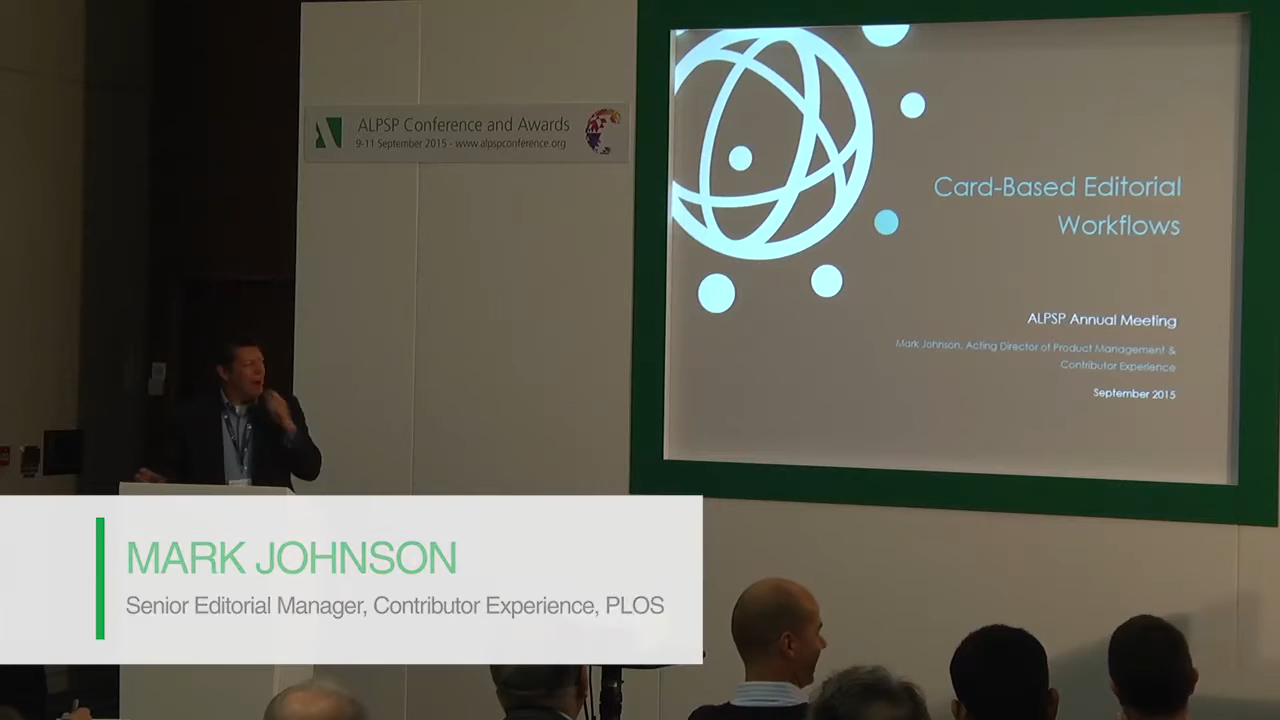 ALPSP Conference and Awards
9-11 September 2015 - www.alpspconference.org
Card-Based Editorial
Workflows
ALPSP Annual Meeting
Mark Johnson, Acting Director of Product Management &
Contributor Experience
September 2015
MARK JOHNSON
Senior Editorial Manager, Contributor Experience, PLOS